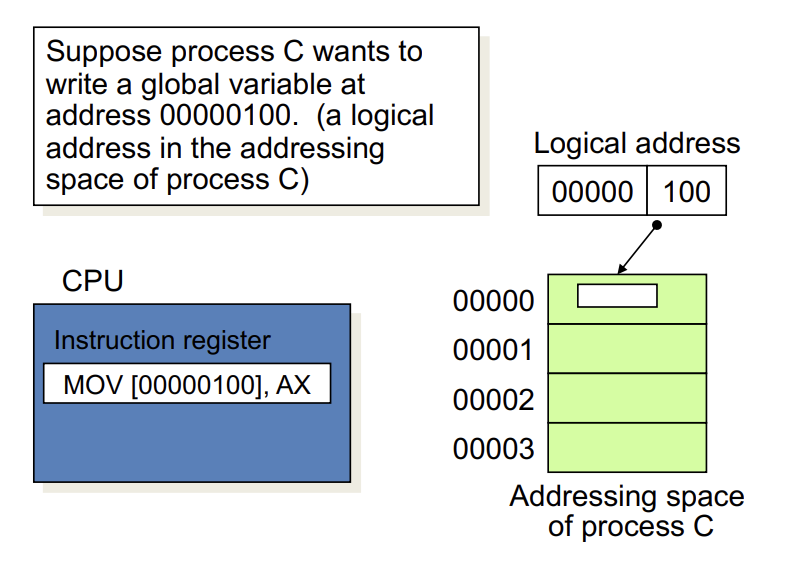 Suppose process C wants to
write a global variable at
address 00000100.  (a logical
address in the addressing
space of process C)
Logical address
00000 100
CPU
Instruction register
MOV [00000100], AX
00000
00001
00002
00003
Addressing space
of process C